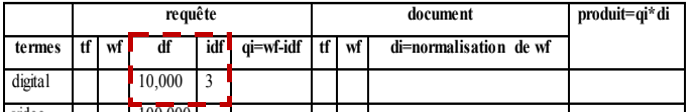 requête document produit=qi*di
termes tf wf df idf qi=wf-idf tf wf di=normalisation de wf
digital 10,000 3